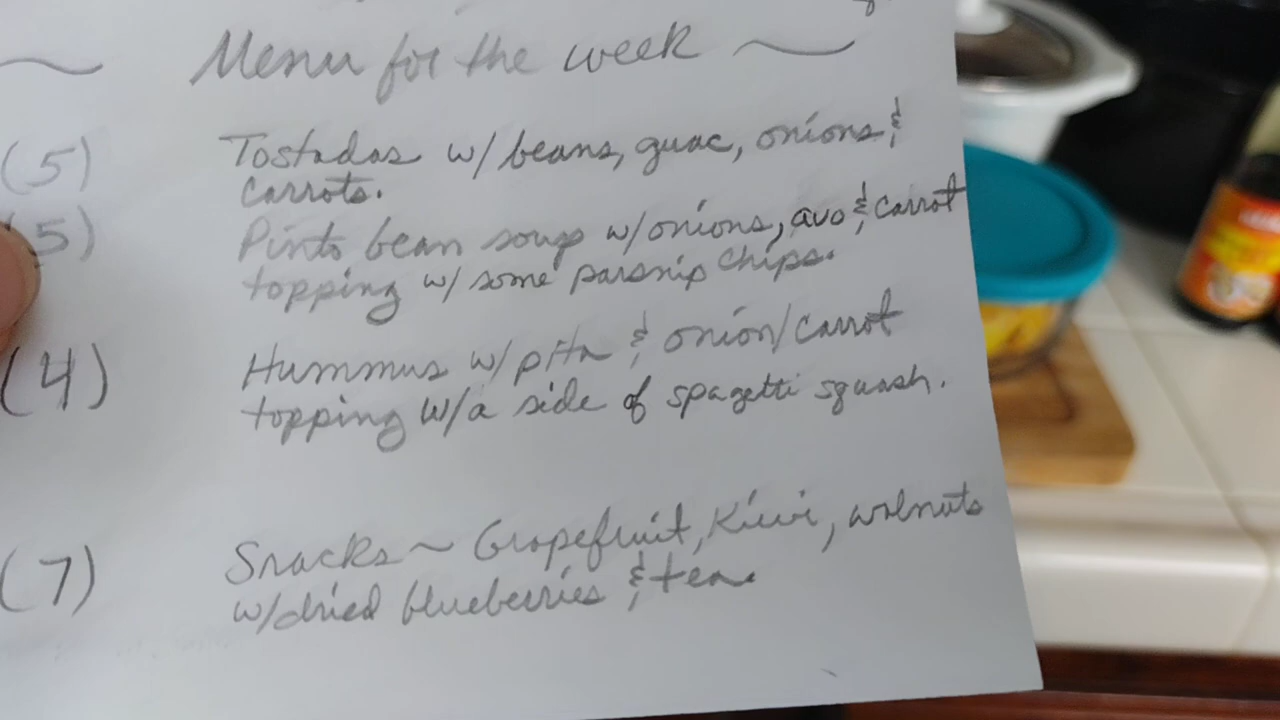 ~ Menu for the week ~
(5) Tostadas w/ beans, guac, onions &
carrots.
(5) Pinto bean soup w/onions, avo & carrot
topping w/ some parsnip chips.
(4) Hummus w/ pita & onion/carrot
topping w/a side of spagetti squash.
(7) Snacks ~ Grapefruit, Kiwi, walnuts
w/dried blueberries & tea.